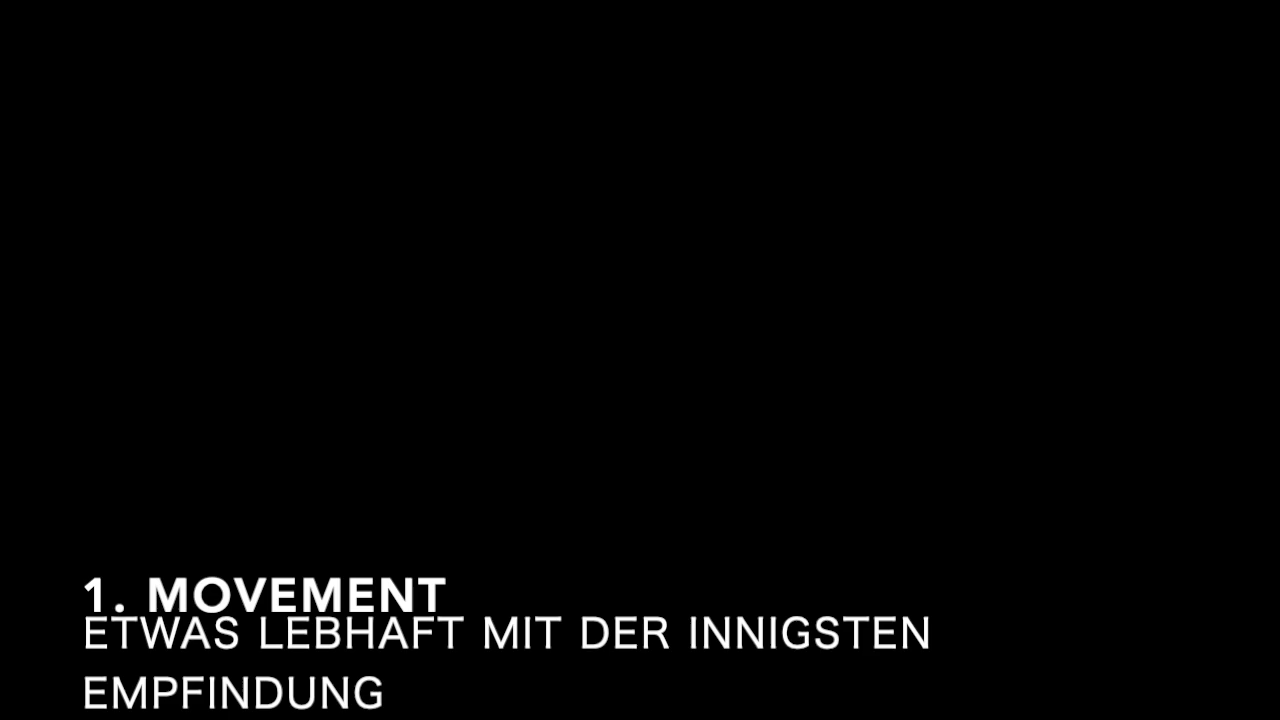 1. MOVEMENT
ETWAS LEBHAFT MIT DER INNIGSTEN
EMPFINDUNG